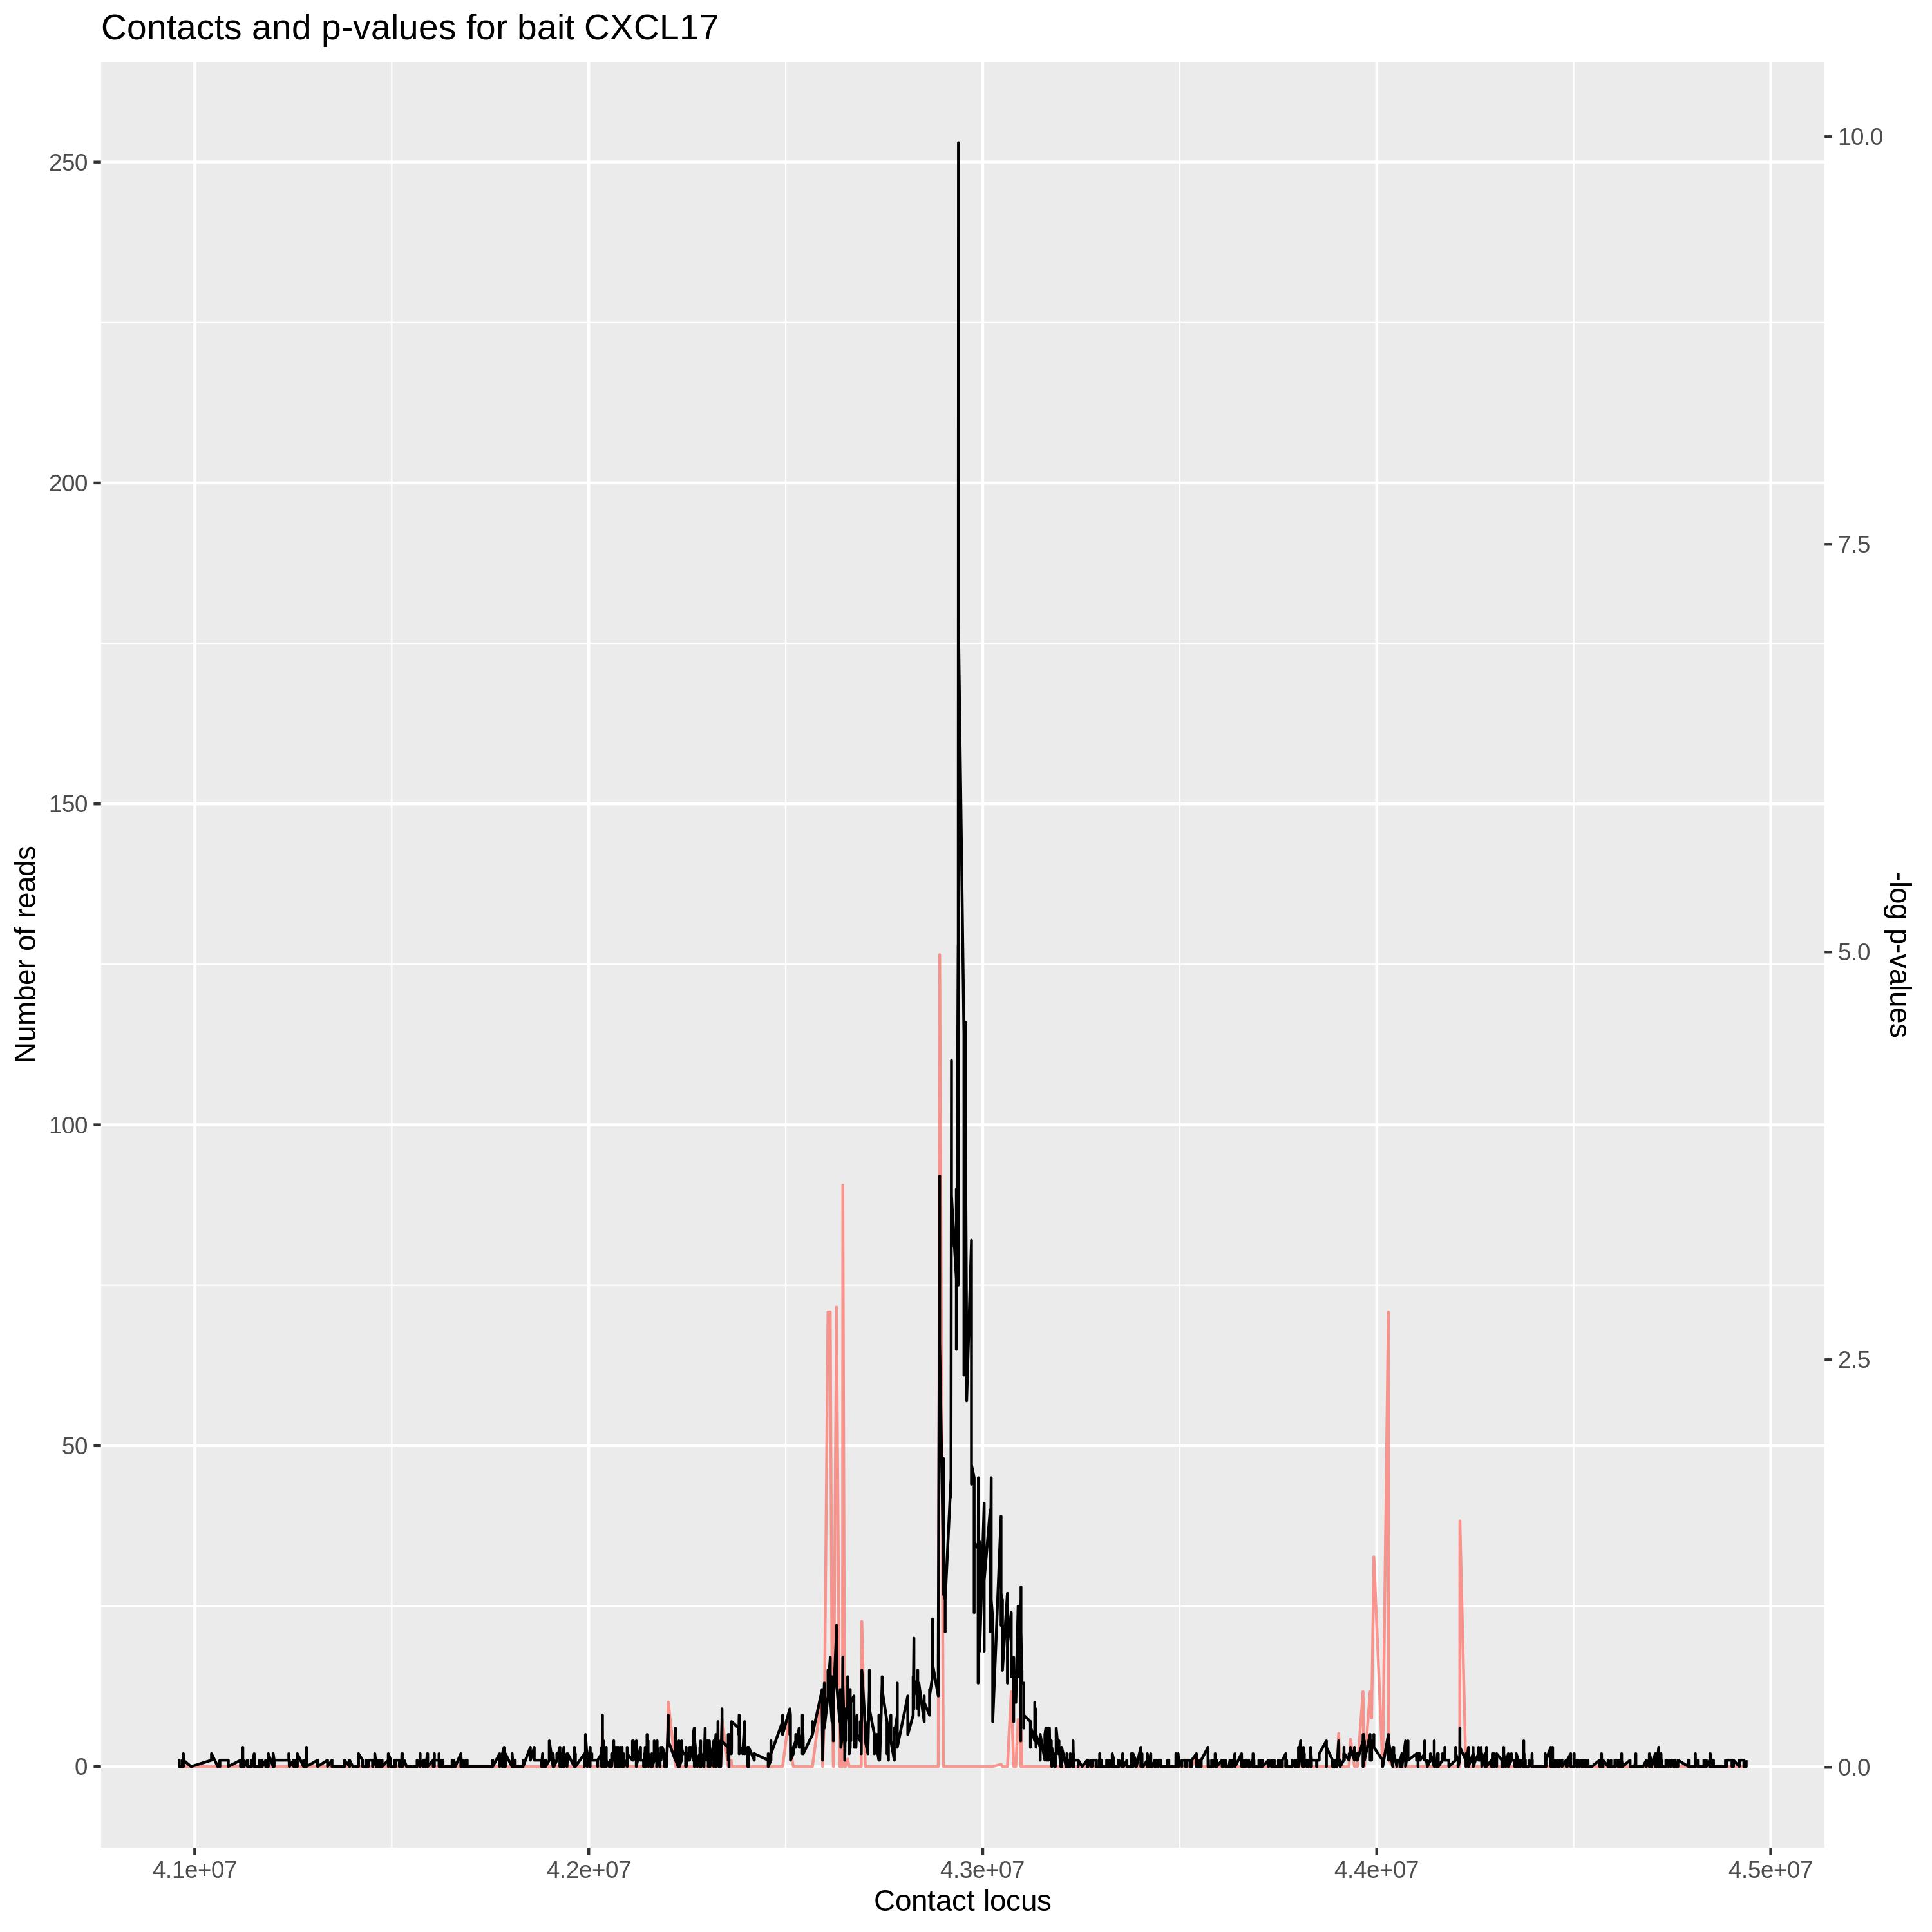 Contacts and p-values for bait CXCL17
250
200
150
100
50
0
Number of reads
10.0
7.5
5.0
2.5
0.0
-log p-values
4.1e+07
4.2e+07
4.3e+07
4.4e+07
4.5e+07
Contact locus